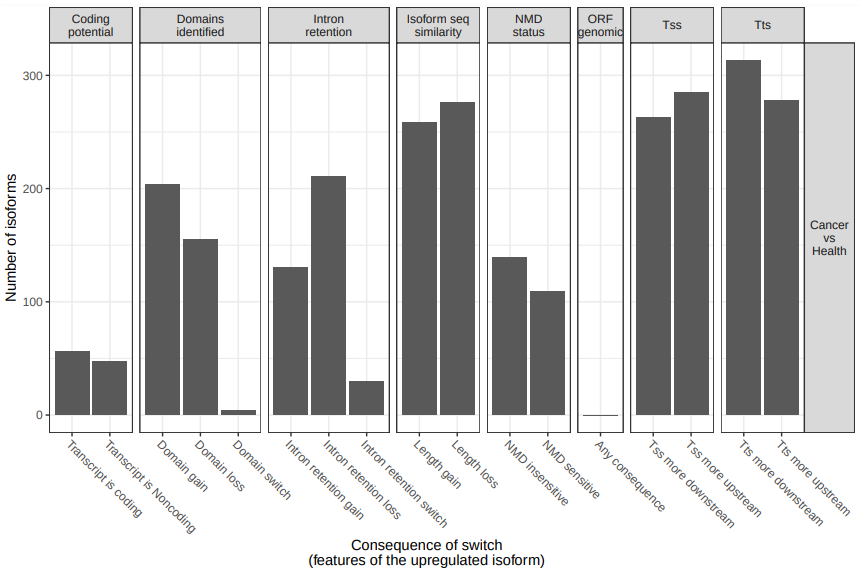 Coding
potential
Domains
identified
Intron
retention
Isoform seq
similarity
NMD
status
ORF
genomic
Tss
Tts
300
200
100
0
Number of isoforms
Cancer
vs
Health
Transcript is coding
Transcript is Noncoding
Domain gain
Domain loss
Domain switch
Intron retention gain
Intron retention loss
Intron retention switch
Length gain
Length loss
NMD insensitive
NMD sensitive
Any consequence
Tss more downstream
Tss more upstream
Tts more downstream
Tts more upstream
Consequence of switch
(features of the upregulated isoform)